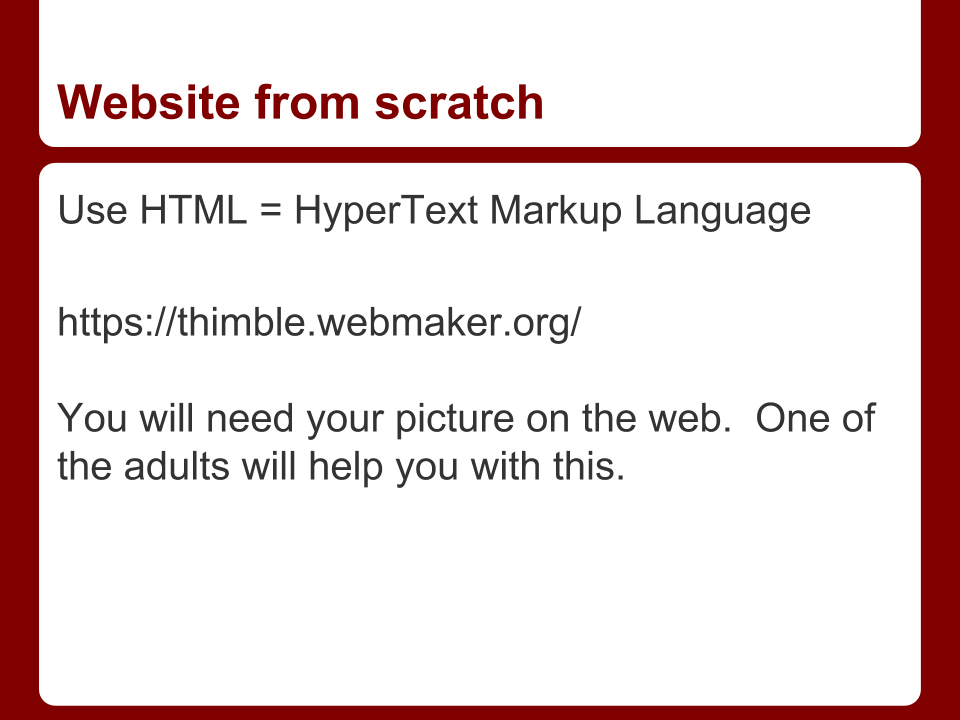 Website from scratch
Use HTML = HyperText Markup Language
https://thimble.webmaker.org/
You will need your picture on the web.  One of
the adults will help you with this.